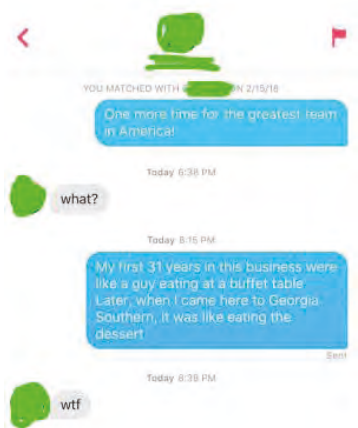 YOU MATCHED WITH
N 2/15/16
One more time for the greatest team
in America!
Today 6:38 PM
what?
Today 8:15 PM
My first 31 years in this business were
like a guy eating at a buffet table.
Later, when I came here to Georgia
Southern, it was like eating the
dessert
Sent
Today 8:39 PM
wtf